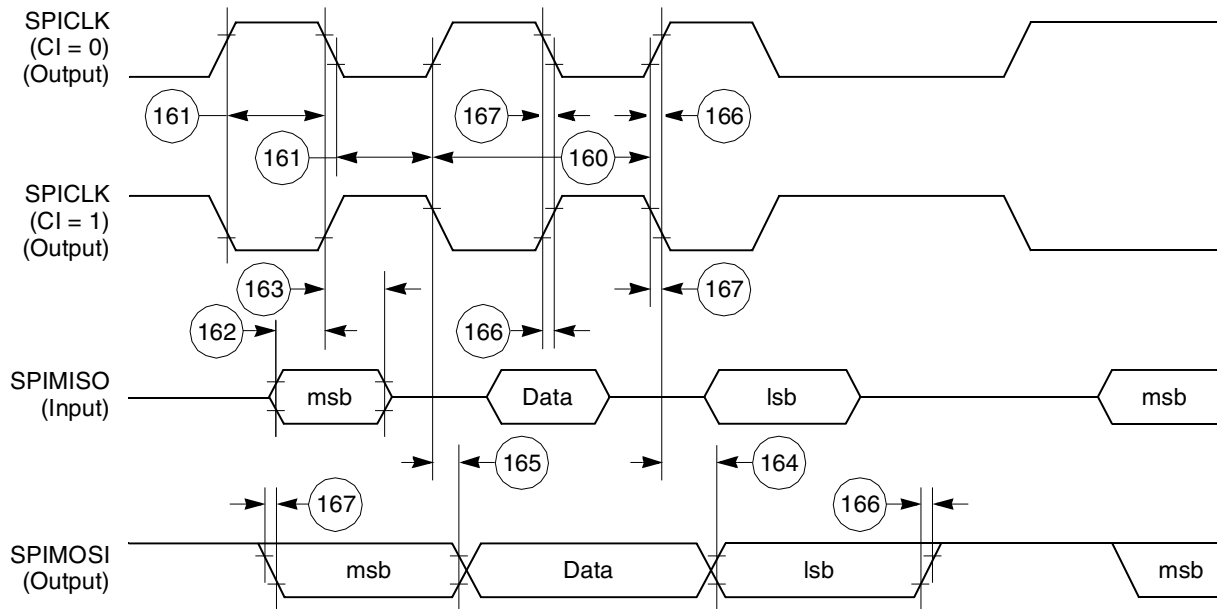 SPICLK
(CI = 0)
(Output)
161
167
166
161
160
SPICLK
(CI = 1)
(Output)
163
167
162
166
SPIMISO
(Input)
msb
Data
lsb
msb
165
164
167
166
SPIMOSI
(Output)
msb
Data
lsb
msb